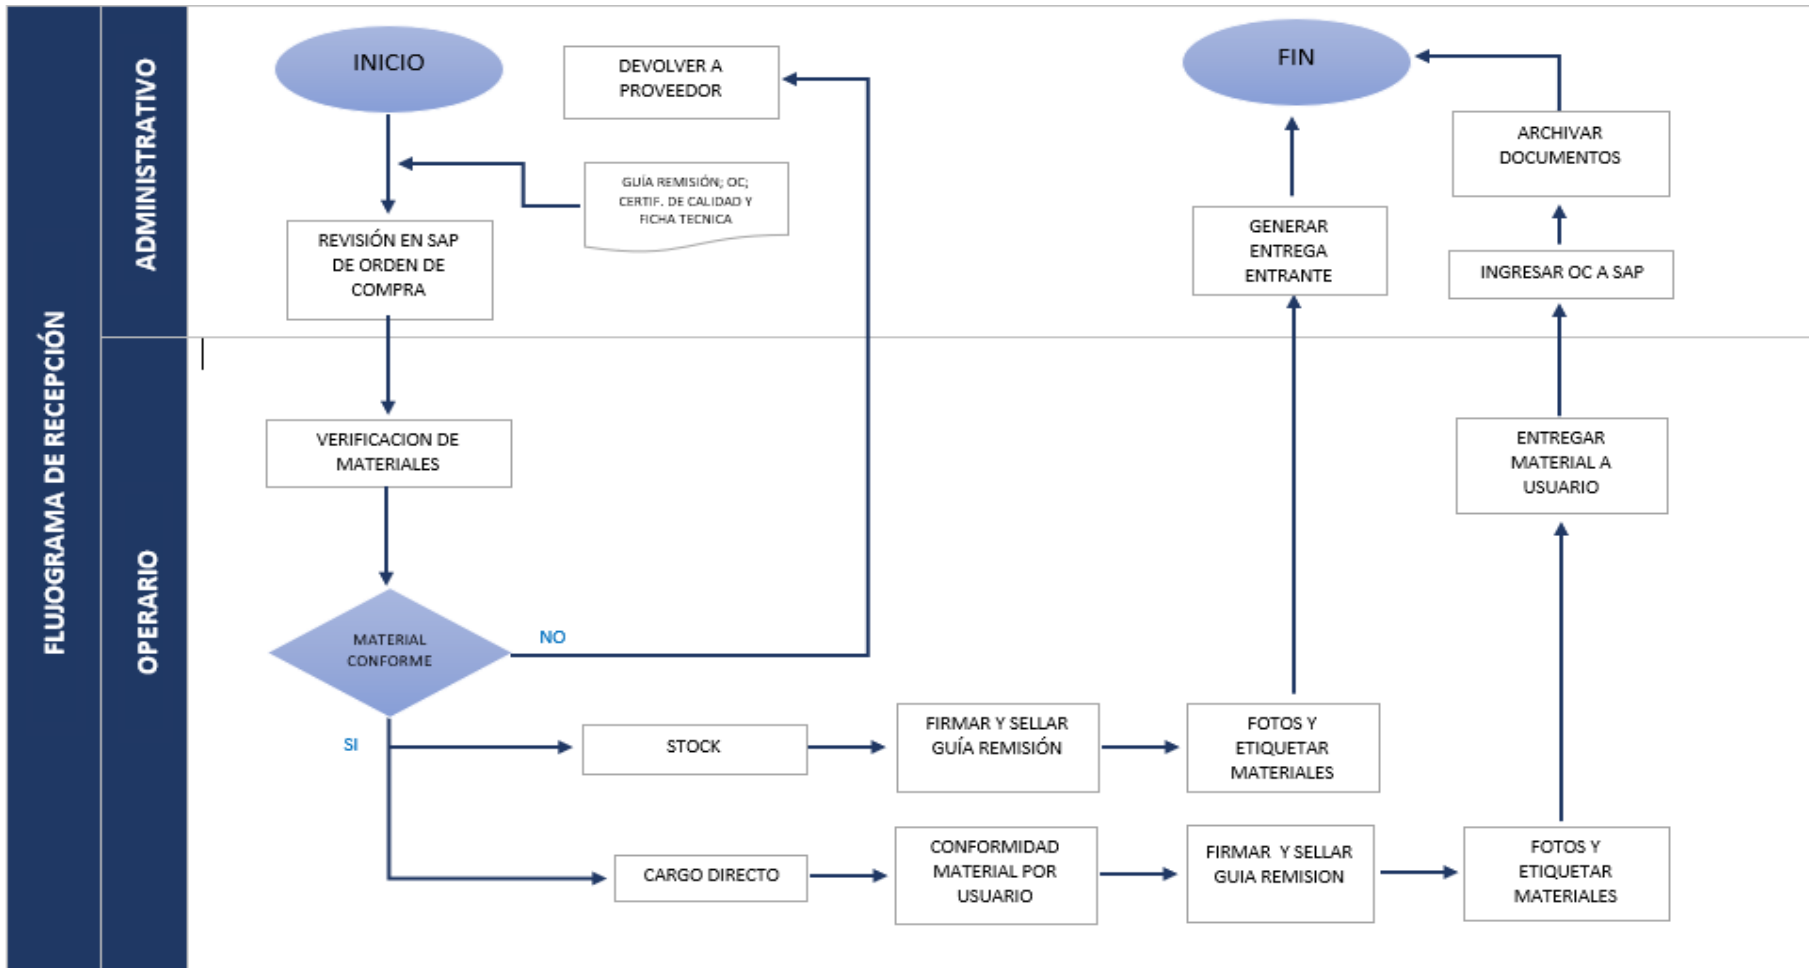 FLUJOGRAMA DE RECEPCIÓN
ADMINISTRATIVO
INICIO
DEVOLVER A
PROVEEDOR
GUÍA REMISIÓN; OC;
CERTIF. DE CALIDAD Y
FICHA TECNICA
REVISIÓN EN SAP
DE ORDEN DE
COMPRA
FIN
ARCHIVAR
DOCUMENTOS
GENERAR
ENTREGA
ENTRANTE
INGRESAR OC A SAP
OPERARIO
VERIFICACION DE
MATERIALES
ENTREGAR
MATERIAL A
USUARIO
MATERIAL
CONFORME
NO
SI
STOCK
FIRMAR Y SELLAR
GUÍA REMISIÓN
FOTOS Y
ETIQUETAR
MATERIALES
CARGO DIRECTO
CONFORMIDAD
MATERIAL POR
USUARIO
FIRMAR Y SELLAR
GUIA REMISION
FOTOS Y
ETIQUETAR
MATERIALES